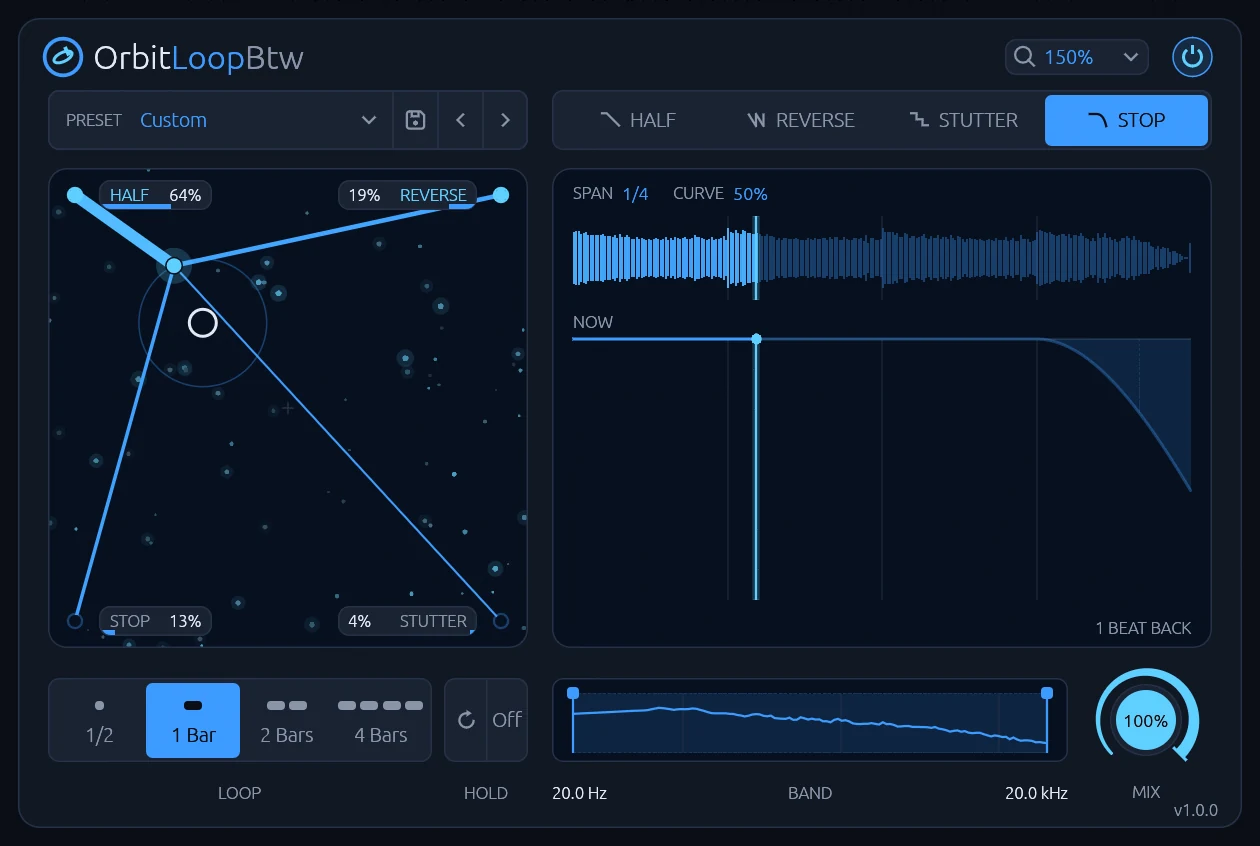 OrbitLoopBtw
150%
PRESET Custom
HALF REVERSE STUTTER STOP
HALF 64%
19% REVERSE
STOP 13%
4% STUTTER
SPAN 1/4 CURVE 50%
NOW
1 BEAT BACK
1/2 1 Bar 2 Bars 4 Bars
Off
100%
LOOP HOLD
20.0 Hz BAND 20.0 kHz
MIX
v1.0.0